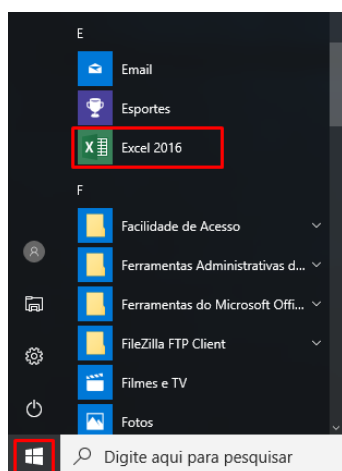 E
Email
Esportes
Excel 2016
F
Facilidade de Acesso
Ferramentas Administrativas d...
Ferramentas do Microsoft Offi...
FileZilla FTP Client
Filmes e TV
Fotos
Digite aqui para pesquisar